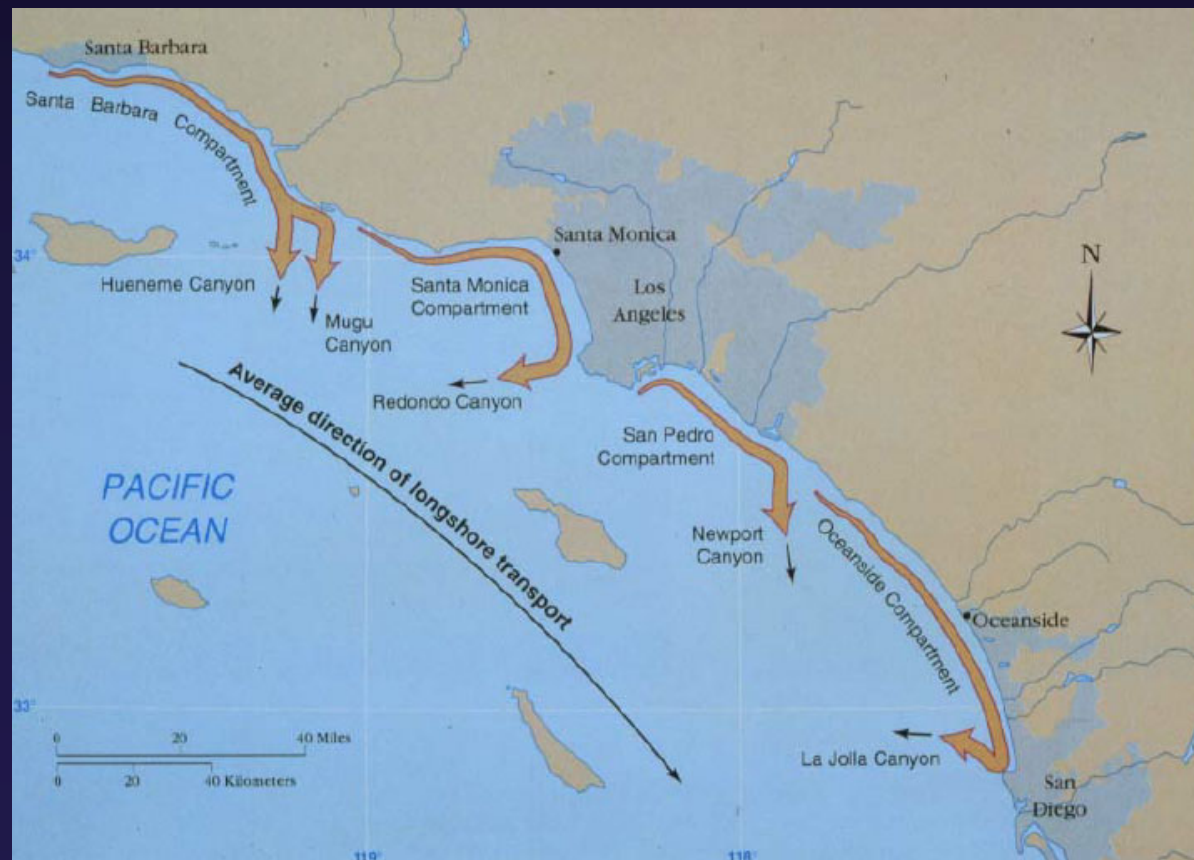 Santa Barbara
Santa Barbara Compartment
Santa Monica
34°
Hueneme Canyon
Santa Monica
Compartment
Los
Angeles
N
Mugu
Canyon
Redondo Canyon
Average direction of longshore transport
San Pedro
Compartment
PACIFIC
OCEAN
Newport
Canyon
Oceanside Compartment
Oceanside
33°
0 20 40 Miles
0 20 40 Kilometers
La Jolla Canyon
San
Diego
119°
118°